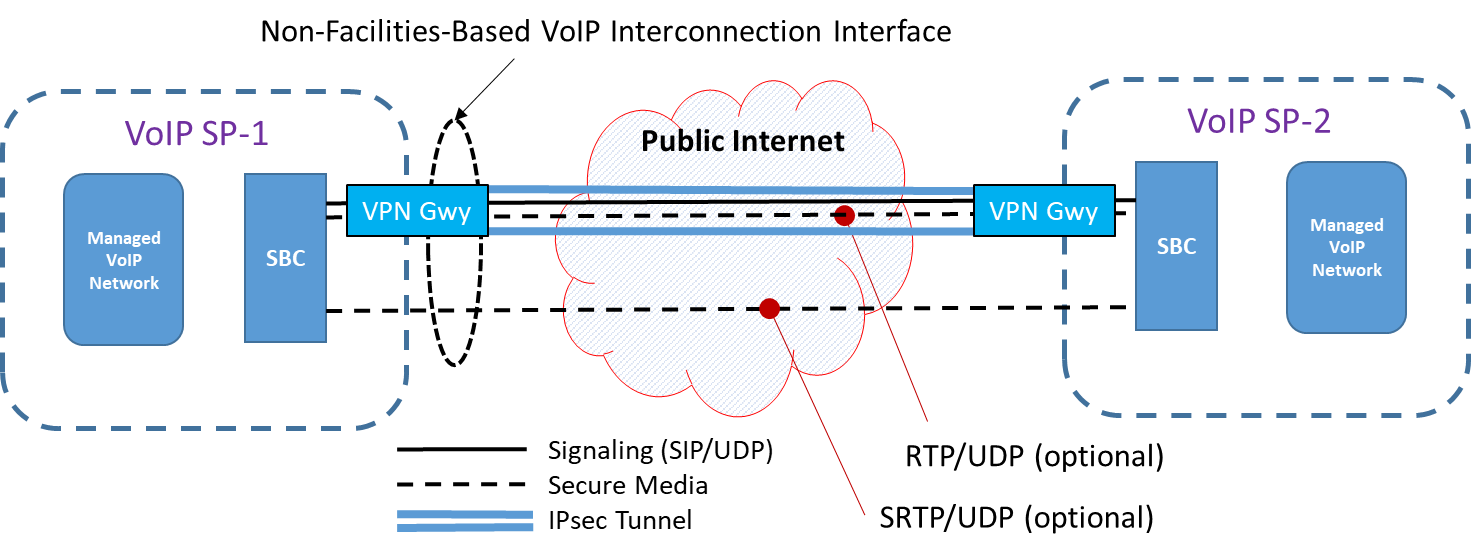 Non-Facilities-Based VoIP Interconnection Interface
VoIP SP-1
Public Internet
VoIP SP-2
VPN Gwy
VPN Gwy
Managed
VoIP
Network
SBC
SBC
Managed
VoIP
Network
Signaling (SIP/UDP)
Secure Media
IPsec Tunnel
RTP/UDP (optional)
SRTP/UDP (optional)